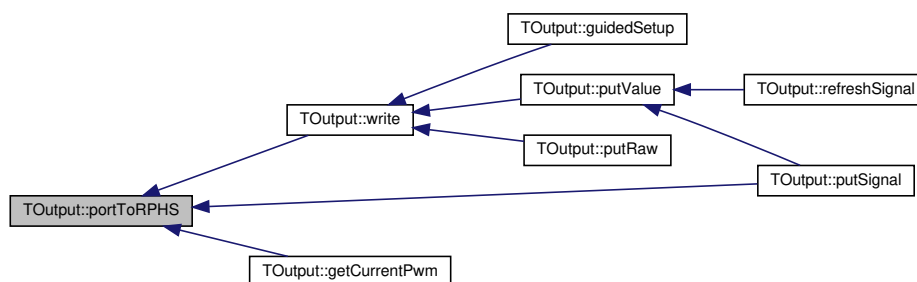 TOutput::guidedSetup
TOutput::putValue
TOutput::refreshSignal
TOutput::write
TOutput::putRaw
TOutput::putSignal
TOutput::portToRPHS
TOutput::getCurrentPwm